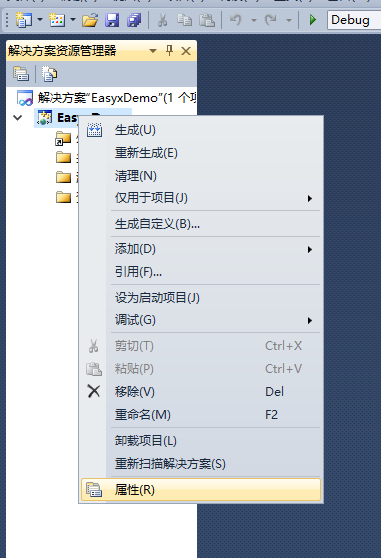 Debug
解决方案资源管理器
解决方案"EasyxDemo"(1 个项
Easy
生成(U)
重新生成(E)
清理(N)
仅用于项目(J)
生成自定义(B)...
添加(D)
引用(F)...
设为启动项目(J)
调试(G)
剪切(T) Ctrl+X
粘贴(P) Ctrl+V
移除(V) Del
重命名(M) F2
卸载项目(L)
重新扫描解决方案(S)
属性(R)